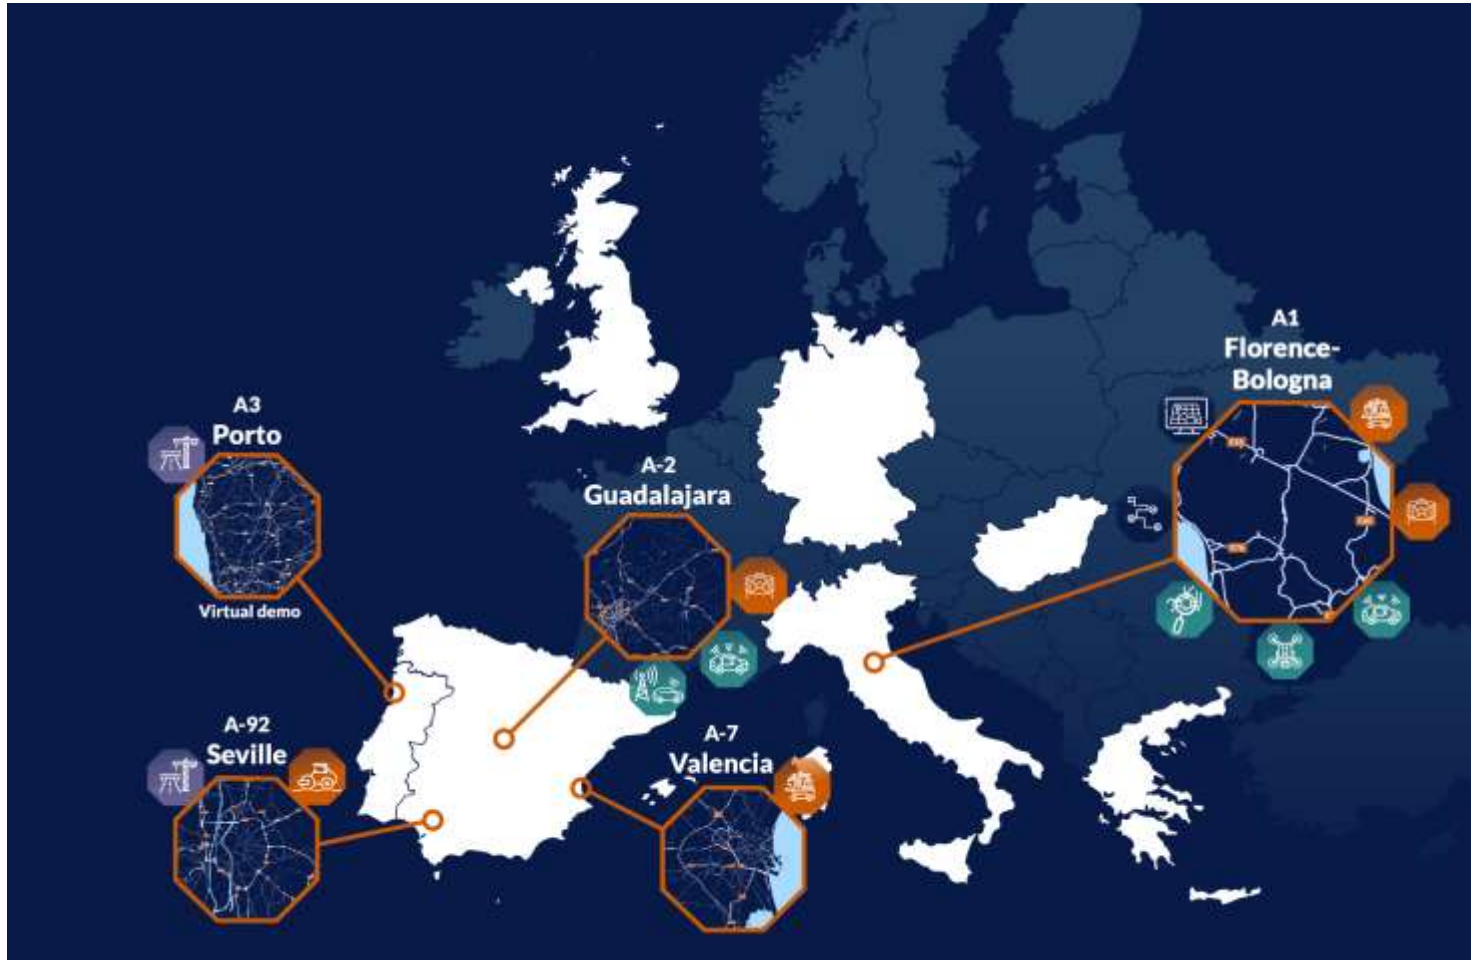 A1
Florence-
Bologna
A3
Porto
A-2
Guadalajara
Virtual demo
A-92
Seville
A-7
Valencia